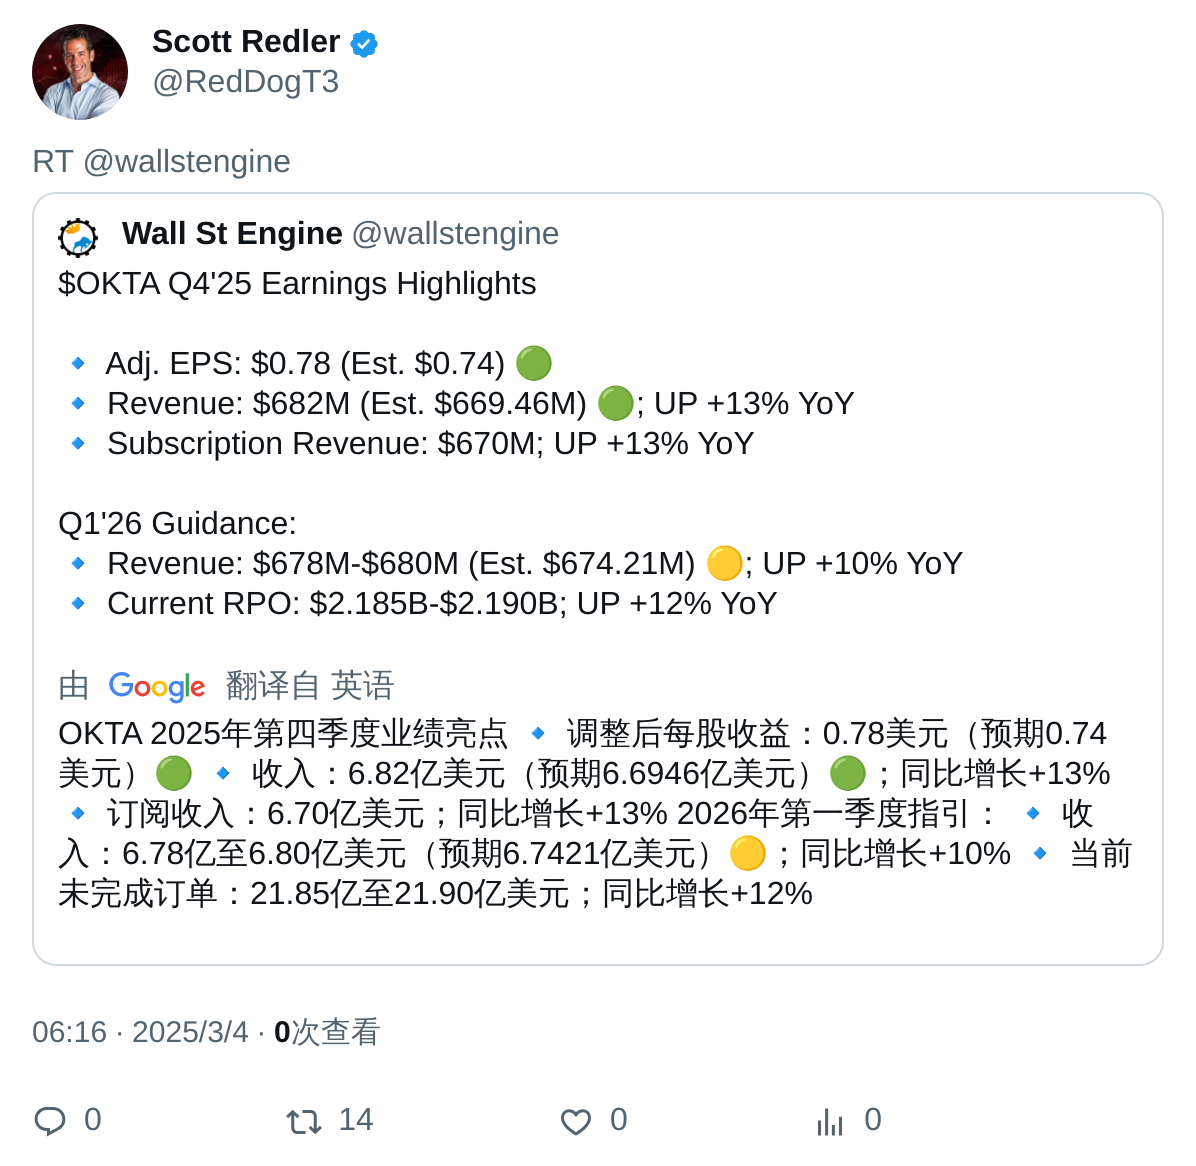 Scott Redler
@RedDogT3
RT @wallstengine
Wall St Engine @wallstengine
$OKTA Q4'25 Earnings Highlights
🔹 Adj. EPS: $0.78 (Est. $0.74) 🟢
🔹 Revenue: $682M (Est. $669.46M) 🟢; UP +13% YoY
🔹 Subscription Revenue: $670M; UP +13% YoY
Q1'26 Guidance:
🔹 Revenue: $678M-$680M (Est. $674.21M) 🟡; UP +10% YoY
🔹 Current RPO: $2.185B-$2.190B; UP +12% YoY
由 Google 翻译自 英语
OKTA 2025年第四季度业绩亮点 🔹 调整后每股收益：0.78美元（预期0.74
美元）🟢 🔹 收入：6.82亿美元（预期6.6946亿美元）🟢；同比增长+13%
🔹 订阅收入：6.70亿美元；同比增长+13% 2026年第一季度指引： 🔹 收
入：6.78亿至6.80亿美元（预期6.7421亿美元）🟡；同比增长+10% 🔹 当前
未完成订单：21.85亿至21.90亿美元；同比增长+12%
06:16 · 2025/3/4 · 0次查看
0 14 0 0